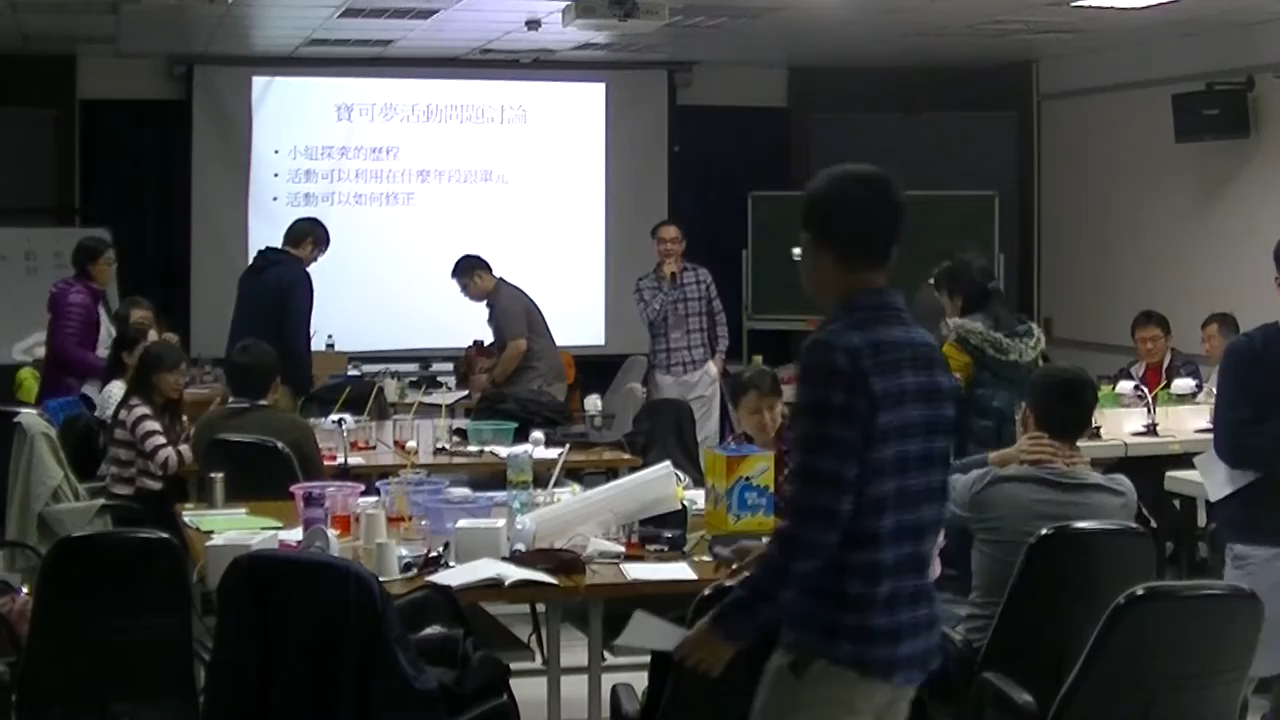 寶可夢活動問題討論
• 小組探究的歷程
• 活動可以利用在什麼年段跟單元
• 活動可以如何修正